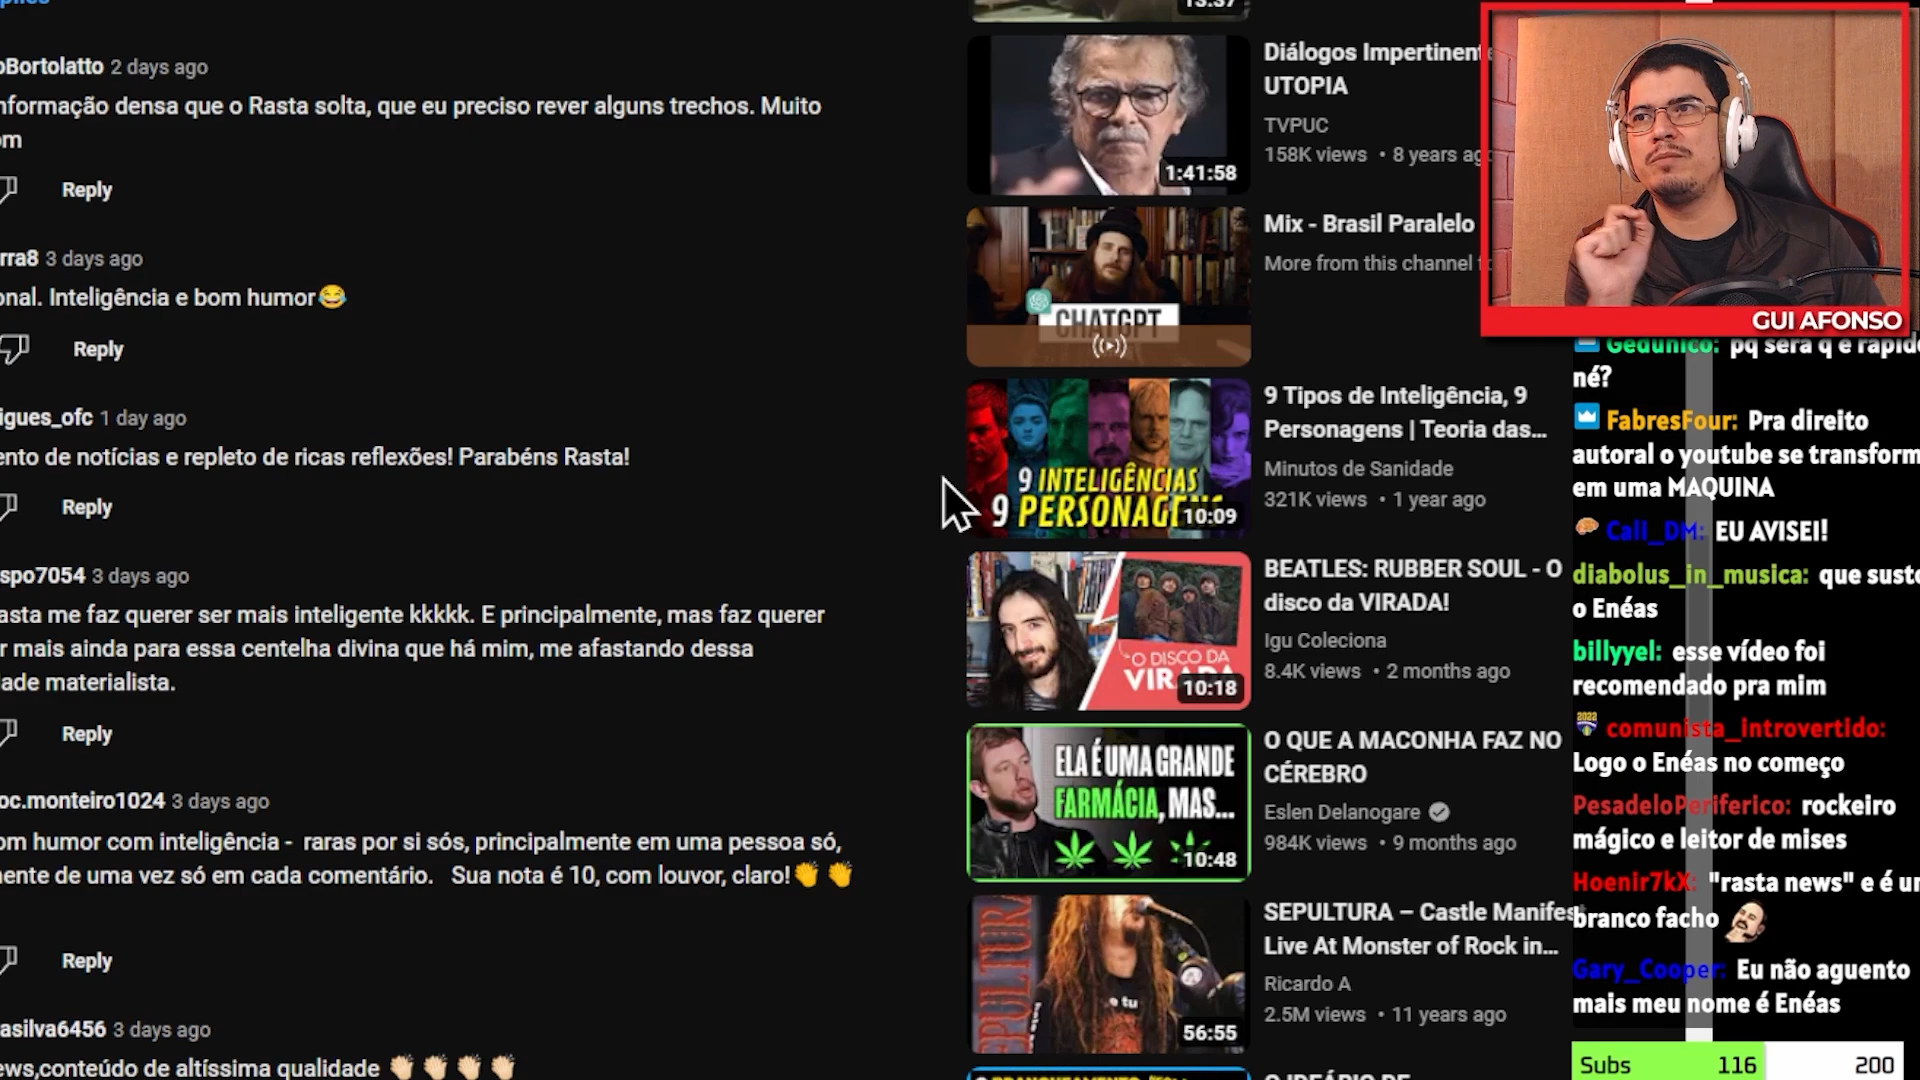 oBortolatto 2 days ago
nformação densa que o Rasta solta, que eu preciso rever alguns trechos. Muito
om
Reply
rra8 3 days ago
onal. Inteligência e bom humor😂
Reply
igues_ofc 1 day ago
ento de notícias e repleto de ricas reflexões! Parabéns Rasta!
Reply
spo7054 3 days ago
asta me faz querer ser mais inteligente kkkkk. E principalmente, mas faz querer
r mais ainda para essa centelha divina que há mim, me afastando dessa
lade materialista.
Reply
oc.monteiro1024 3 days ago
om humor com inteligência - raras por si sós, principalmente em uma pessoa só,
nente de uma vez só em cada comentário. Sua nota é 10, com louvor, claro!👏 👏
Reply
asilva6456 3 days ago
ews,conteúdo de altíssima qualidade 👏🏻 👏🏻 👏🏻 👏🏻
13:37
1:41:58
Diálogos Impertinent
UTOPIA
TVPUC
158K views • 8 years ag
CHATGPT
Mix - Brasil Paralelo
More from this channel
9 INTELIGÊNCIAS
9 PERSONAGENS
10:09
9 Tipos de Inteligência, 9
Personagens | Teoria das...
Minutos de Sanidade
321K views • 1 year ago
O DISCO DA
VIRADA
10:18
BEATLES: RUBBER SOUL - O
disco da VIRADA!
Igu Coleciona
8.4K views • 2 months ago
ELA É UMA GRANDE
FARMÁCIA, MAS...
10:48
O QUE A MACONHA FAZ NO
CÉREBRO
Eslen Delanogare
984K views • 9 months ago
SEPULTURA
e tu
56:55
SEPULTURA – Castle Manifes
Live At Monster of Rock in...
Ricardo A
2.5M views • 11 years ago
GUI AFONSO
Gedunico: pq será q é rápido
né?
FabresFour: Pra direito
autoral o youtube se transform
em uma MAQUINA
Cali_DM: EU AVISEI!
diabolus_in_musica: que susto
o Enéas
billyyel: esse vídeo foi
recomendado pra mim
2022
comunista_introvertido:
Logo o Enéas no começo
PesadeloPeriferico: rockeiro
mágico e leitor de mises
Hoenir7kX: "rasta news" e é um
branco facho
Gary_Cooper: Eu não aguento
mais meu nome é Enéas
Subs 116 200